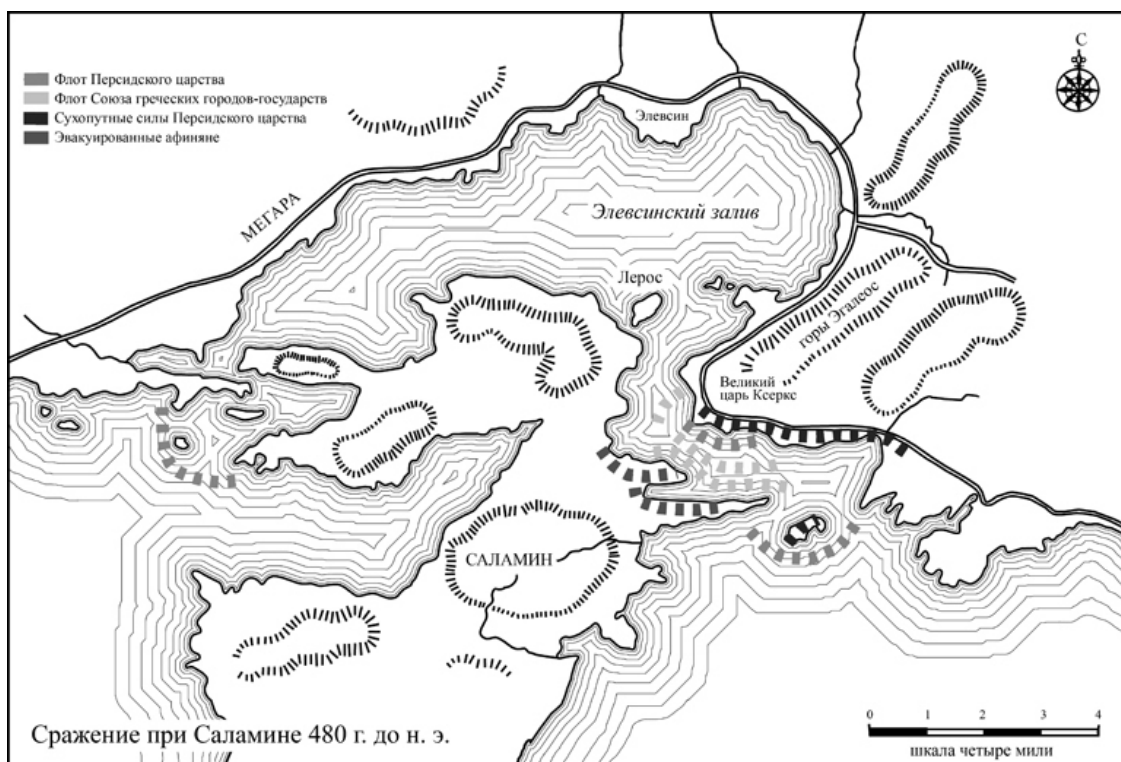 С
Флот Персидского царства
Флот Союза греческих городов-государств
Сухопутные силы Персидского царства
Эвакуированные афиняне
Элевсин
МЕГАРА
Элевсинский залив
Лерос
горы Эгалеос
Великий
царь Ксеркс
САЛАМИН
Сражение при Саламине 480 г. до н. э.
0 1 2 3 4
шкала четыре мили